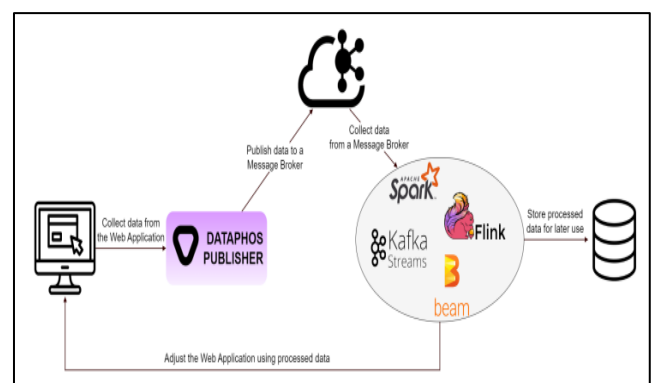 Publish data to a
Message Broker
Collect data
from a Message Broker
Collect data from
the Web Application
DATAPHOS
PUBLISHER
APACHE
Spark
Flink
Kafka
Streams
beam
Store processed
data for later use
Adjust the Web Application using processed data